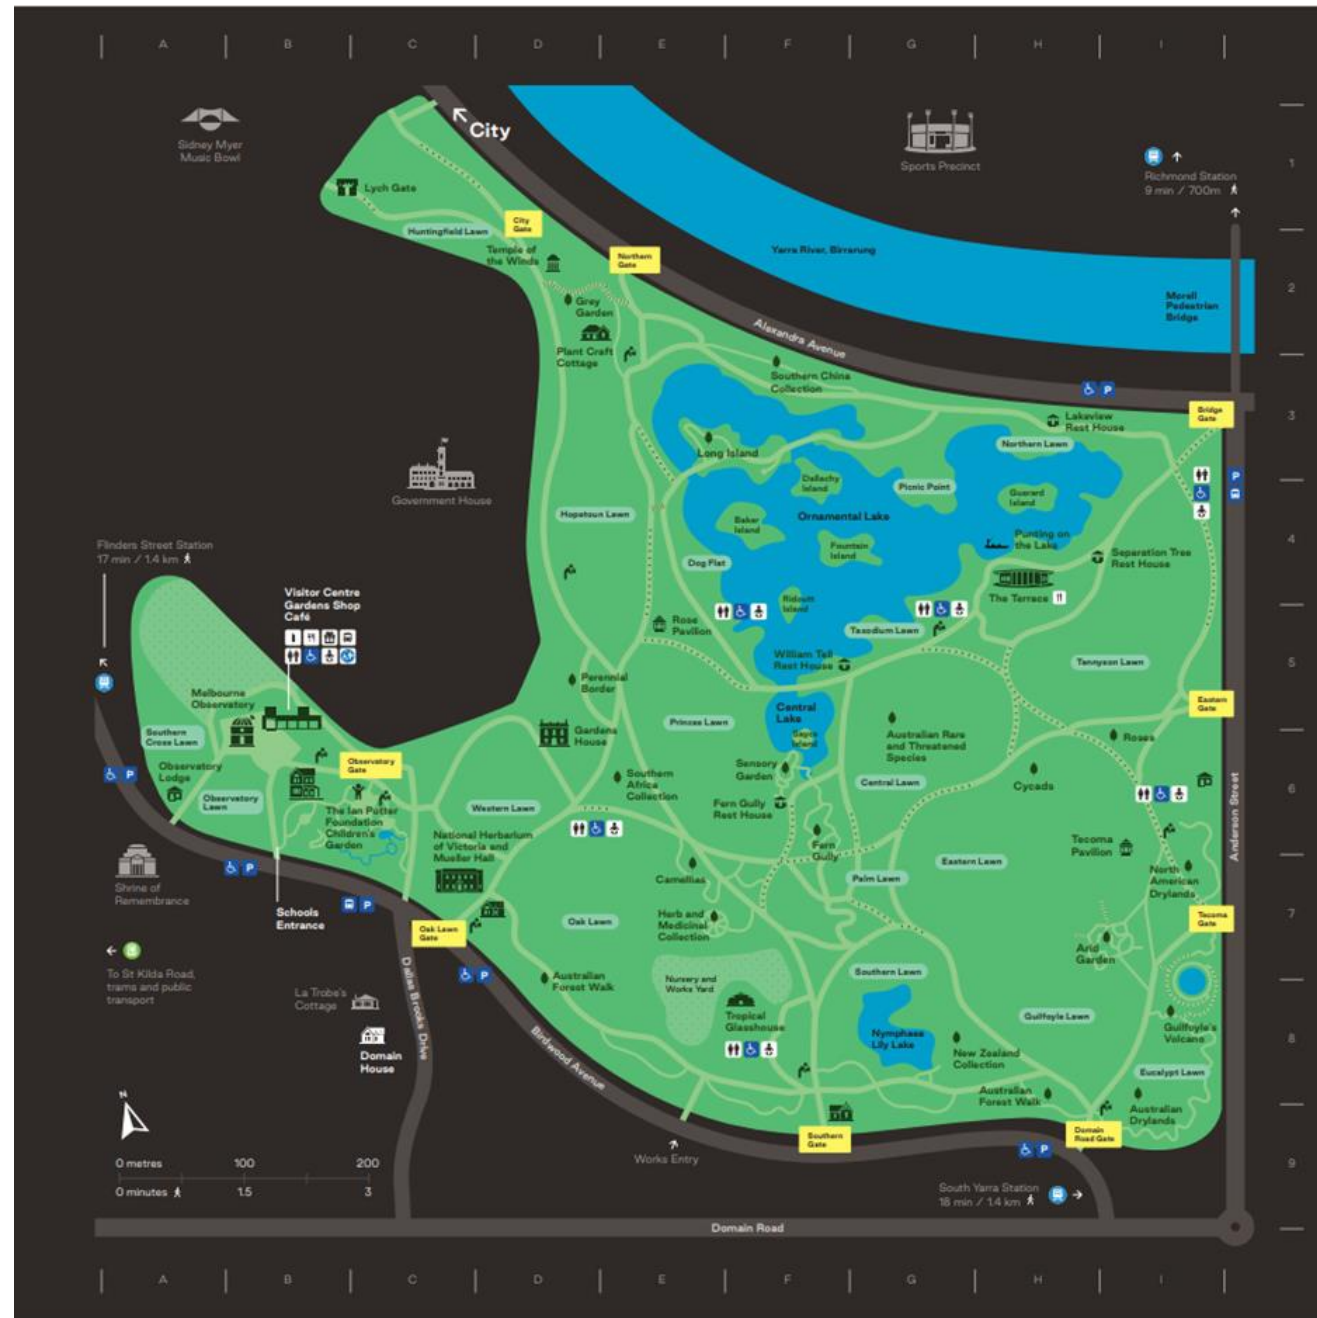 A B C D E F G H I
City
Sidney Myer
Music Bowl
Sports Precinct
1
Richmond Station
9 min / 700m
Lych Gate
City
Gate
Huntingfield Lawn
Temple of
the Winds
Northern
Gate
Yarra River, Birrarung
2
Morell
Pedestrian
Bridge
Grey
Garden
Alexandra Avenue
Plant Craft
Cottage
Southern China
Collection
P
3
Bridge
Gate
Lakeview
Rest House
Northern Lawn
Long Island
Government House
Dallachy
Island
Picnic Point
Guerard
Island
P
Hopetoun Lawn
Baker
Island
Ornamental Lake
Punting on
the Lake
4
Flinders Street Station
17 min / 1.4 km
Fountain
Island
Separation Tree
Rest House
Dog Flat
Visitor Centre
Gardens Shop
Café
The Terrace
Ridoum
Island
Rose
Pavilion
Taxodium Lawn
William Tell
Rest House
Tennyson Lawn
5
Perennial
Border
Melbourne
Observatory
Central
Lake
Eastern
Gate
Princes Lawn
Southern
Cross Lawn
Gardens
House
Island
Australian Rare
and Threatened
Species
Roses
Observatory
Gate
Sensory
Garden
Observatory
Lodge
P
Southern
Africa
Collection
Central Lawn
Cycads
6
Observatory
Lawn
Western Lawn
Fern Gully
Rest House
The Ian Potter
Foundation
Children's
Garden
National Herbarium
of Victoria and
Mueller Hall
Fern
Gully
Tecoma
Pavilion
Anderson Street
Eastern Lawn
P
Camellias
Palm Lawn
North
American
Drylands
Shrine of
Remembrance
P
Schools
Entrance
Oak Lawn
Gate
Oak Lawn
Herb and
Medicinal
Collection
7
Tecoma
Gate
Arid
Garden
To St Kilda Road,
trams and public
transport
P
Australian
Forest Walk
Nursery and
Works Yard
Southern Lawn
La Trobe's
Cottage
Dallas Brooks Drive
Tropical
Glasshouse
Guilfoyle Lawn
Guilfoyle's
Volcano
Nymphaea
Lily Lake
8
Domain
House
Birdwood Avenue
New Zealand
Collection
Eucalypt Lawn
N
Australian
Forest Walk
Australian
Drylands
Southern
Gate
Domain
Road Gate
P
Works Entry
0 metres 100 200
9
0 minutes 1.5 3
South Yarra Station
18 min / 1.4 km
Domain Road
A B C D E F G H I